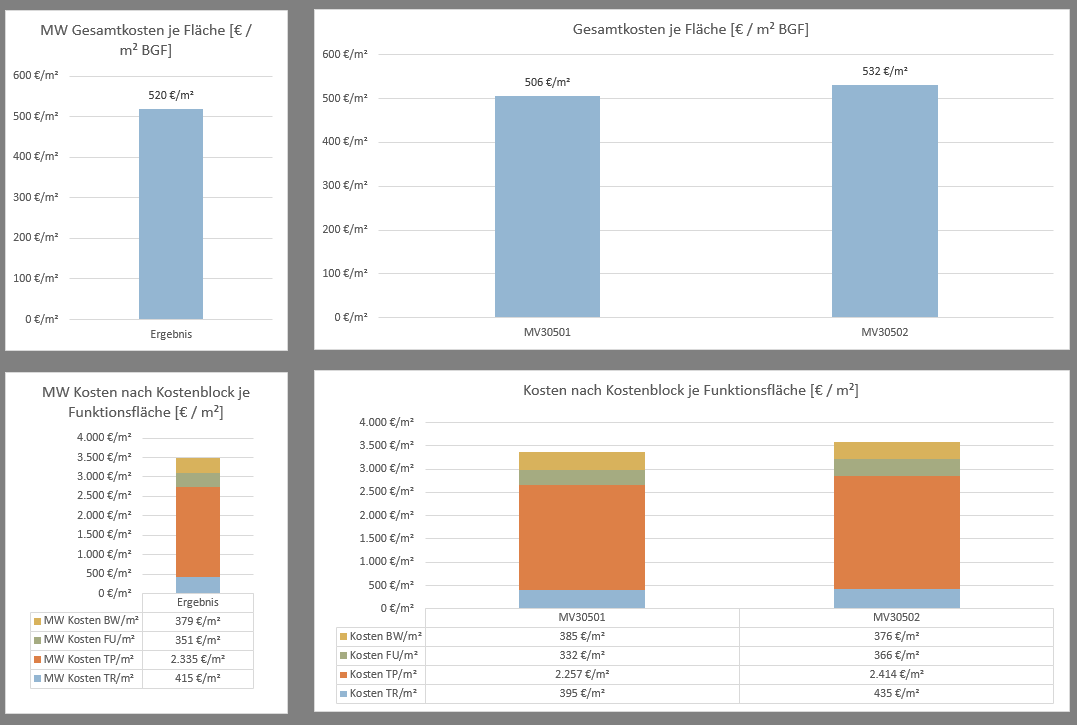 MW Gesamtkosten je Fläche [€ /
m² BGF]
600 €/m²
500 €/m²
400 €/m²
300 €/m²
200 €/m²
100 €/m²
0 €/m²
520 €/m²
Ergebnis
Gesamtkosten je Fläche [€ / m² BGF]
600 €/m²
500 €/m²
400 €/m²
300 €/m²
200 €/m²
100 €/m²
0 €/m²
506 €/m²
532 €/m²
MV30501 MV30502
MW Kosten nach Kostenblock je
Funktionsfläche [€ / m²]
4.000 €/m²
3.500 €/m²
3.000 €/m²
2.500 €/m²
2.000 €/m²
1.500 €/m²
1.000 €/m²
500 €/m²
0 €/m²
Ergebnis
MW Kosten BW/m² 379 €/m²
MW Kosten FU/m² 351 €/m²
MW Kosten TP/m² 2.335 €/m²
MW Kosten TR/m² 415 €/m²
Kosten nach Kostenblock je Funktionsfläche [€ / m²]
4.000 €/m²
3.500 €/m²
3.000 €/m²
2.500 €/m²
2.000 €/m²
1.500 €/m²
1.000 €/m²
500 €/m²
0 €/m²
MV30501 MV30502
Kosten BW/m² 385 €/m² 376 €/m²
Kosten FU/m² 332 €/m² 366 €/m²
Kosten TP/m² 2.257 €/m² 2.414 €/m²
Kosten TR/m² 395 €/m² 435 €/m²